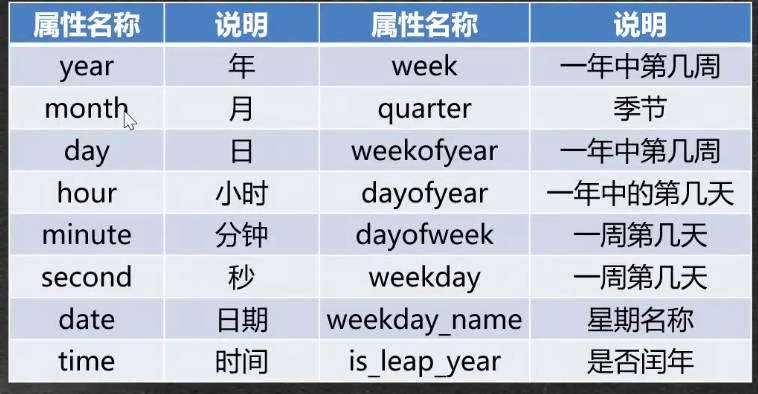 属性名称 说明 属性名称 说明
year 年 week 一年中第几周
month 月 quarter 季节
day 日 weekofyear 一年中第几周
hour 小时 dayofyear 一年中的第几天
minute 分钟 dayofweek 一周第几天
second 秒 weekday 一周第几天
date 日期 weekday_name 星期名称
time 时间 is_leap_year 是否闰年